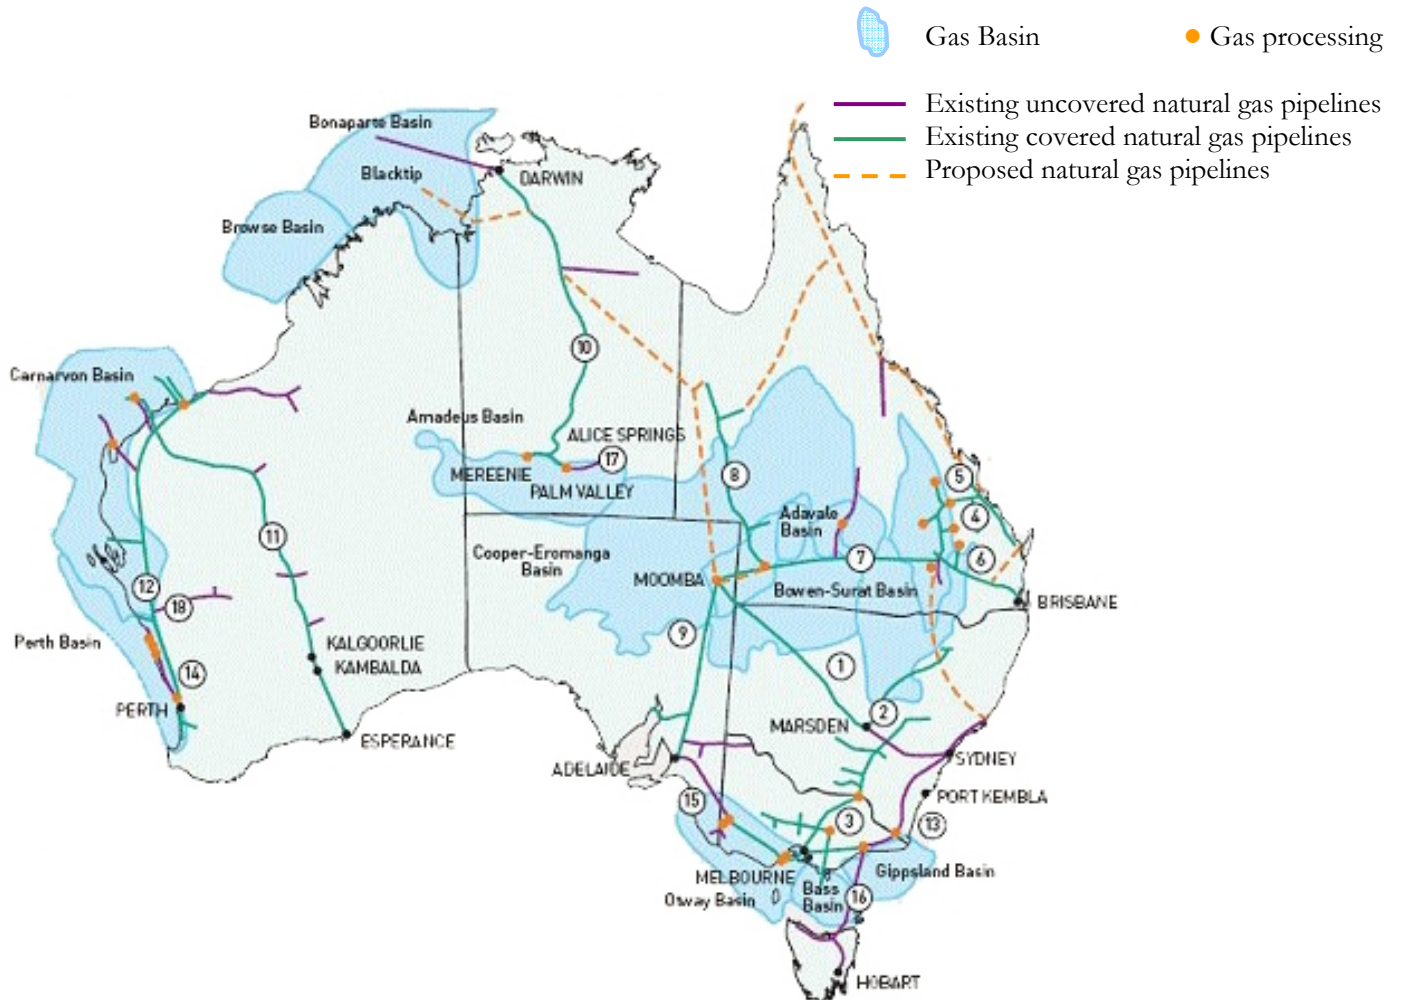 Gas Basin
Gas processing
Existing uncovered natural gas pipelines
Existing covered natural gas pipelines
Proposed natural gas pipelines
Bonaparte Basin
Blacktip
DARWIN
Browse Basin
10
Carnarvon Basin
Amadeus Basin
ALICE SPRINGS
17
MEREENIE
PALM VALLEY
8
5
4
Adavale
Basin
11
Cooper-Eromanga
Basin
7
6
MOOMBA
12
18
Bowen-Surat Basin
BRISBANE
Perth Basin
9
KALGOORLIE
KAMBALDA
1
14
PERTH
2
MARSDEN
ESPERANCE
SYDNEY
ADELAIDE
PORT KEMBLA
15
3
13
MELBOURNE
Gippsland Basin
Otway Basin
Bass
Basin
16
HOBART